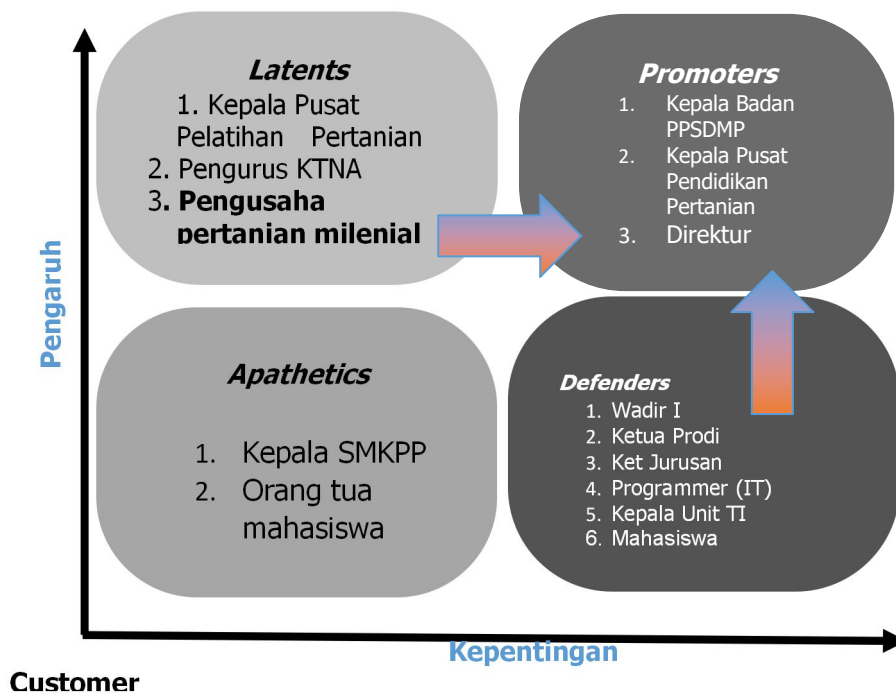 Latents
1. Kepala Pusat
Pelatihan Pertanian
2. Pengurus KTNA
3. Pengusaha
pertanian milenial
Promoters
1. Kepala Badan
PPSDMP
2. Kepala Pusat
Pendidikan
Pertanian
3. Direktur
Pengaruh
Apathetics
1. Kepala SMKPP
2. Orang tua
mahasiswa
Defenders
1. Wadir I
2. Ketua Prodi
3. Ket Jurusan
4. Programmer (IT)
5. Kepala Unit TI
6. Mahasiswa
Kepentingan
Customer